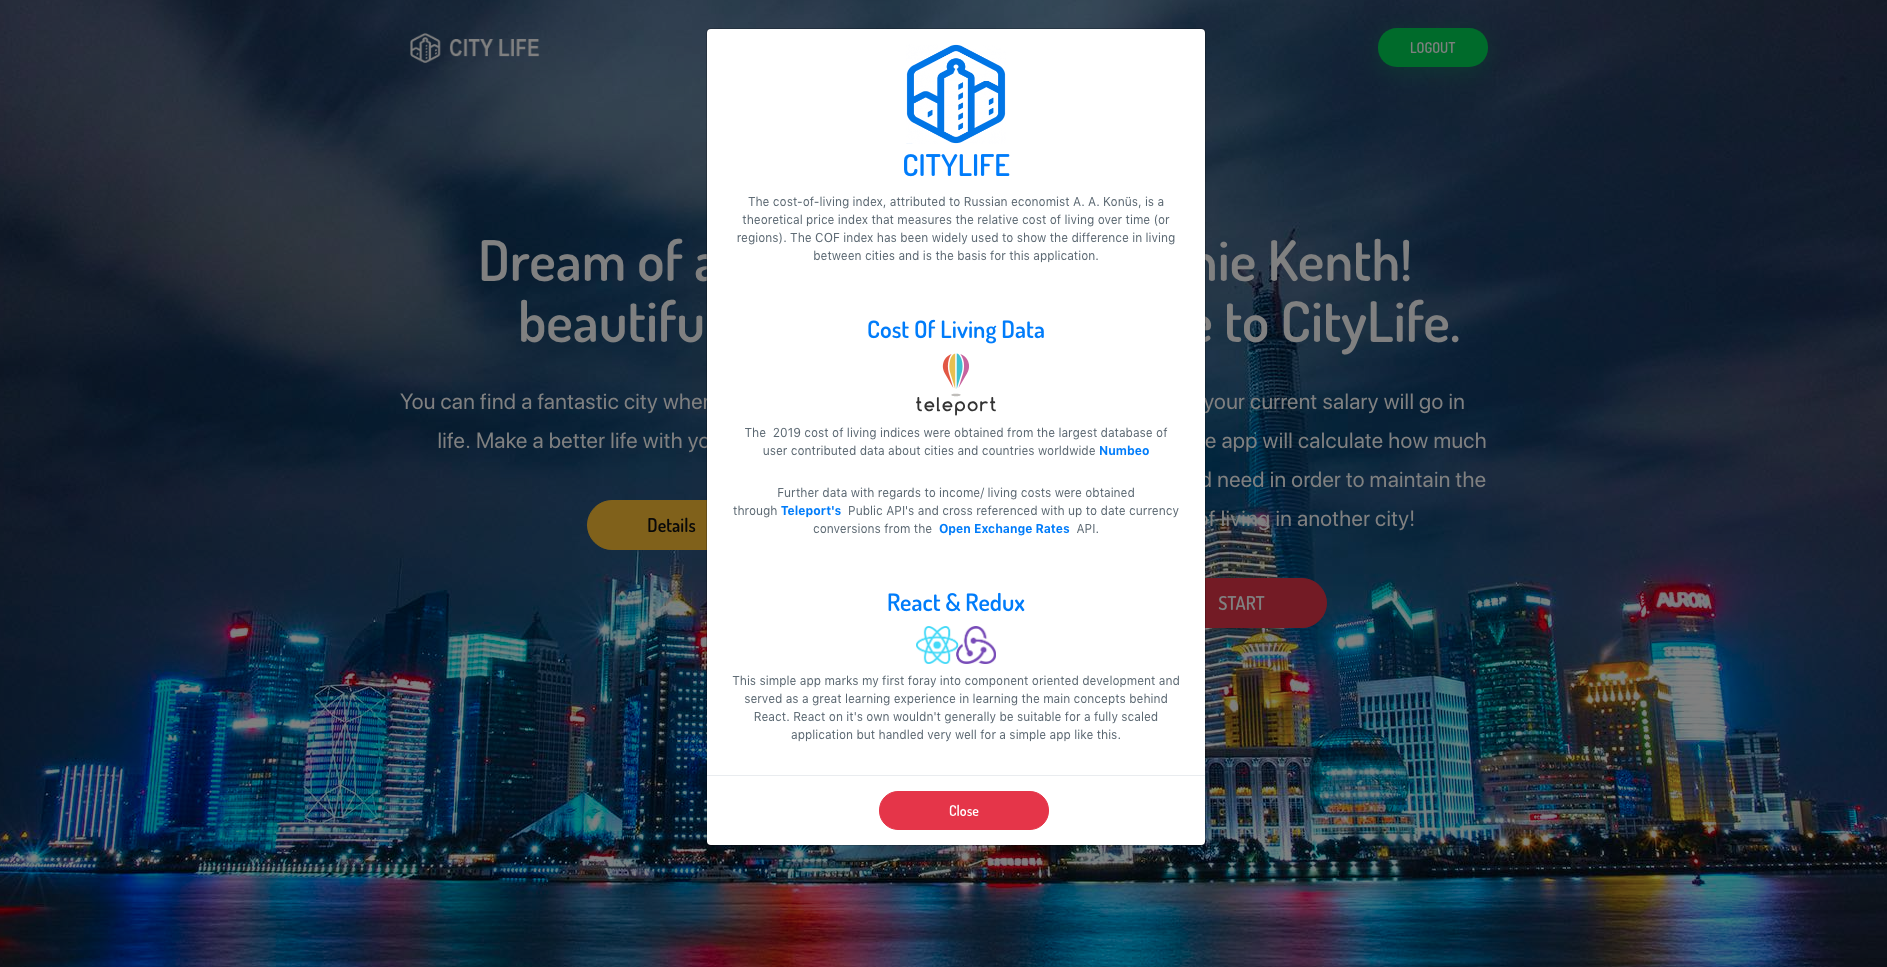 CITY LIFE
LOGOUT
CITYLIFE
The cost-of-living index, attributed to Russian economist A. A. Konüs, is a
theoretical price index that measures the relative cost of living over time (or
regions). The COF index has been widely used to show the difference in living
between cities and is the basis for this application.
Cost Of Living Data
teleport
The 2019 cost of living indices were obtained from the largest database of
user contributed data about cities and countries worldwide Numbeo
Further data with regards to income/ living costs were obtained
through Teleport's Public API's and cross referenced with up to date currency
conversions from the Open Exchange Rates API.
React & Redux
This simple app marks my first foray into component oriented development and
served as a great learning experience in learning the main concepts behind
React. React on it's own wouldn't generally be suitable for a fully scaled
application but handled very well for a simple app like this.
Close
Dream of a
beautifu
You can find a fantastic city wher
life. Make a better life with yo
Details
nie Kenth!
e to CityLife.
your current salary will go in
e app will calculate how much
d need in order to maintain the
of living in another city!
START
AURORA